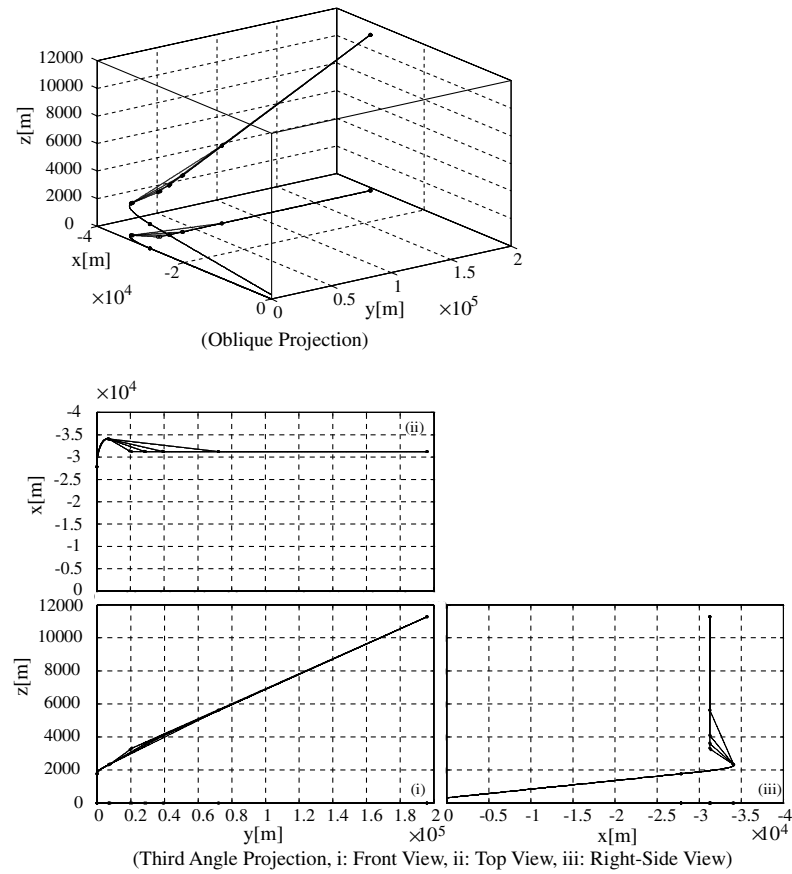 12000
10000
8000
6000
4000
2000
0
z[m]
-4
x[m]
-2
×10⁴
0 0
0.5
1
1.5
2
y[m]
×10⁵
(Oblique Projection)
×10⁴
-4
-3.5
-3
-2.5
-2
-1.5
-1
-0.5
0
x[m]
(ii)
12000
10000
8000
6000
4000
2000
0
z[m]
(i)
0 0.2 0.4 0.6 0.8 1.0 1.2 1.4 1.6 1.8 2
y[m]
×10⁵
(iii)
0 -0.5 -1 -1.5 -2 -2.5 -3 -3.5 -4
x[m]
×10⁴
(Third Angle Projection, i: Front View, ii: Top View, iii: Right-Side View)